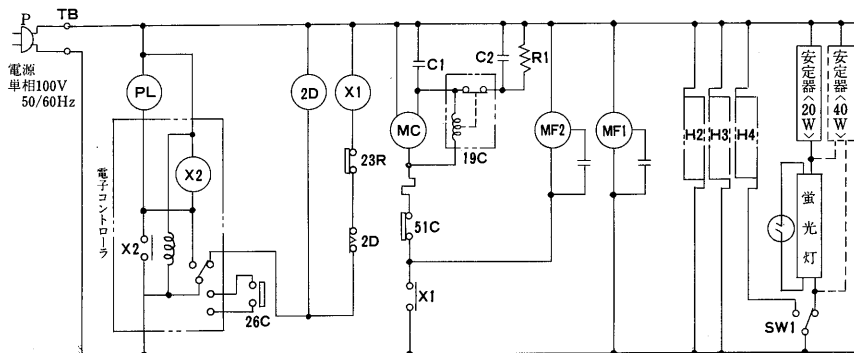 P
TB
電源
単相100V
50/60Hz
PL
X2
X2
電子コントローラ
26C
2D
X1
23R
2D
MC
C1
C2
R1
19C
51C
X1
MF2
MF1
H2
H3
H4
安定器〈20W〉
安定器〈40W〉
蛍光灯
SW1